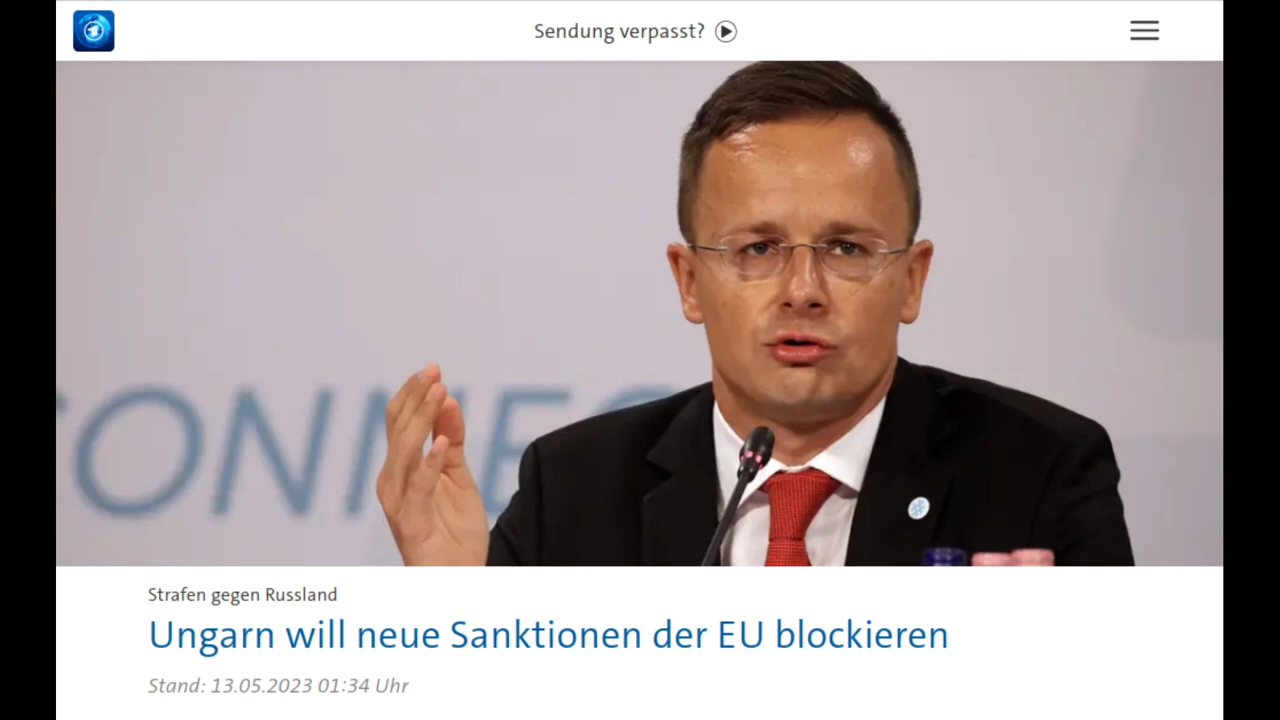 Sendung verpasst?
CONNEC
Strafen gegen Russland
Ungarn will neue Sanktionen der EU blockieren
Stand: 13.05.2023 01:34 Uhr